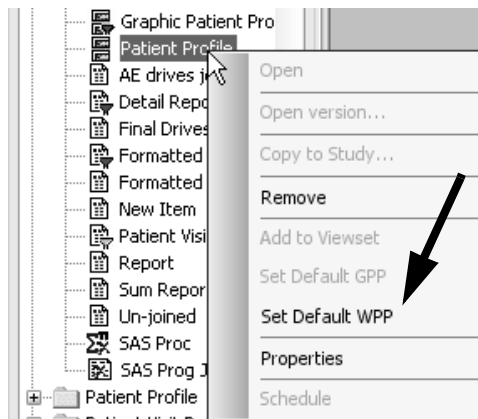 Graphic Patient Pro
Patient Profile
AE drives j
Detail Repo
Final Drives
Formatted
Formatted
New Item
Patient Visi
Report
Sum Repor
Un-joined
SAS Proc
SAS Prog J
Patient Profile
Open
Open version...
Copy to Study...
Remove
Add to Viewset
Set Default GPP
Set Default WPP
Properties
Schedule